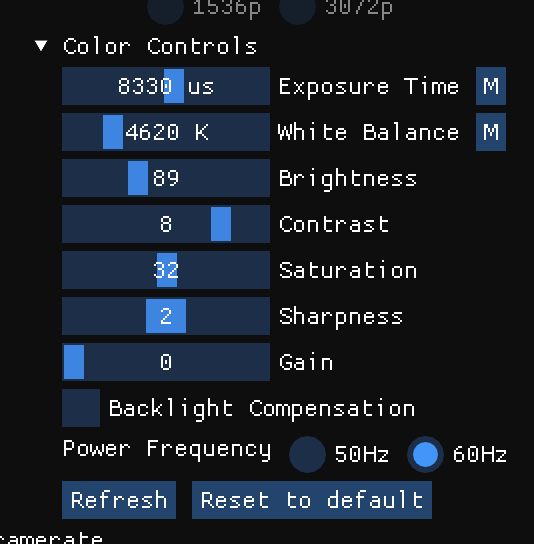 1536p 3072p
▼ Color Controls
8330 us Exposure Time M
4620 K White Balance M
89 Brightness
8 Contrast
32 Saturation
2 Sharpness
0 Gain
Backlight Compensation
Power Frequency 50Hz 60Hz
Refresh Reset to default
ramerate